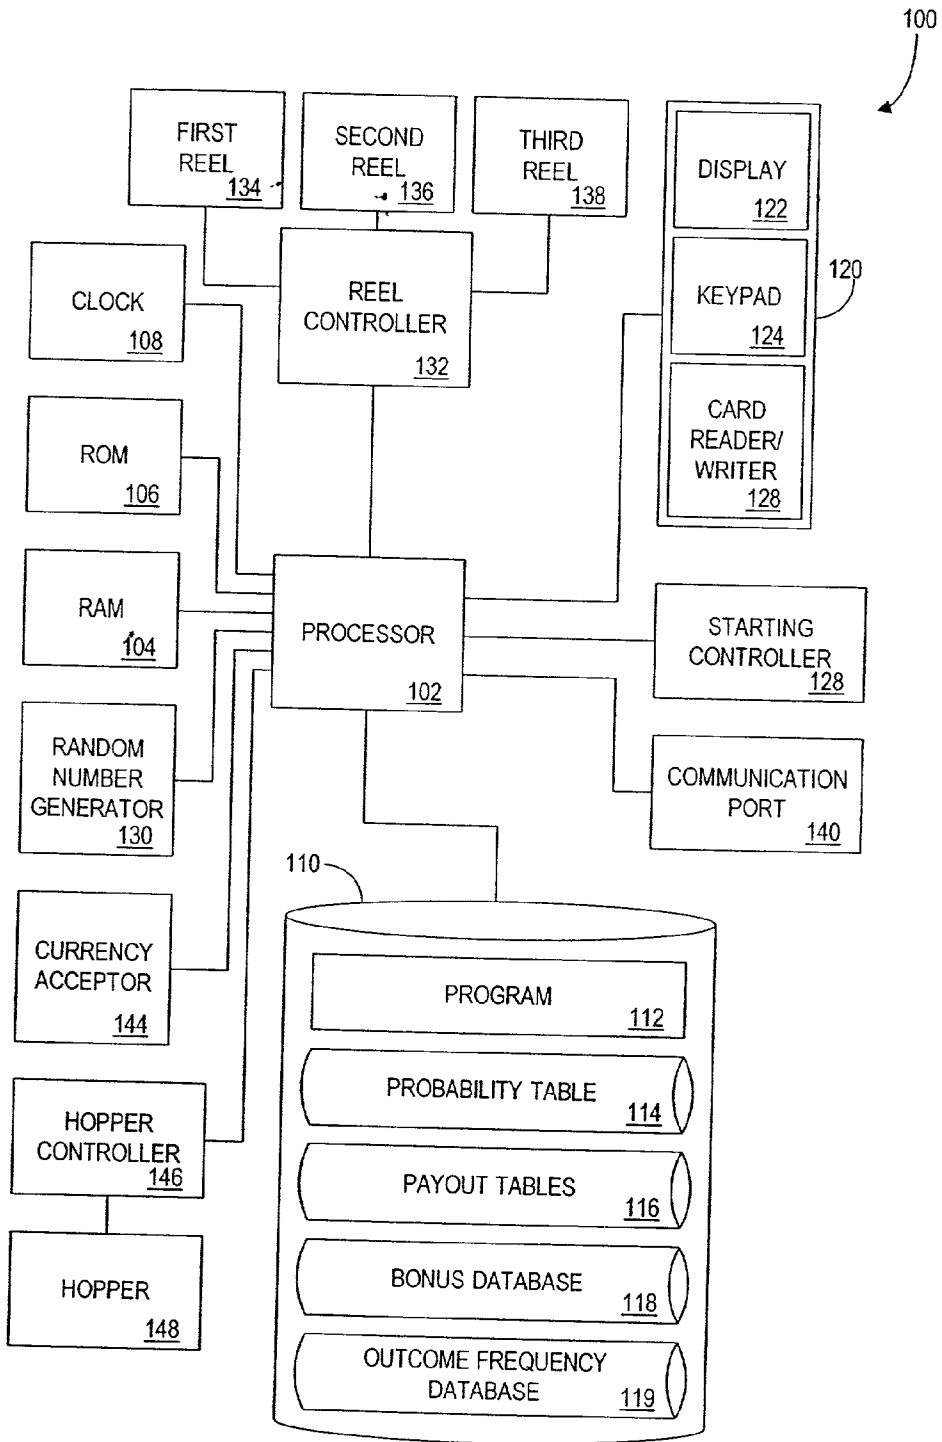 100
FIRST
REEL
134
SECOND
REEL
136
THIRD
REEL
138
DISPLAY
122
KEYPAD
124
CARD
READER/
WRITER
128
120
CLOCK
108
REEL
CONTROLLER
132
ROM
106
RAM
104
PROCESSOR
102
STARTING
CONTROLLER
128
RANDOM
NUMBER
GENERATOR
130
COMMUNICATION
PORT
140
CURRENCY
ACCEPTOR
144
HOPPER
CONTROLLER
146
HOPPER
148
110
PROGRAM
112
PROBABILITY TABLE
114
PAYOUT TABLES
116
BONUS DATABASE
118
OUTCOME FREQUENCY
DATABASE
119